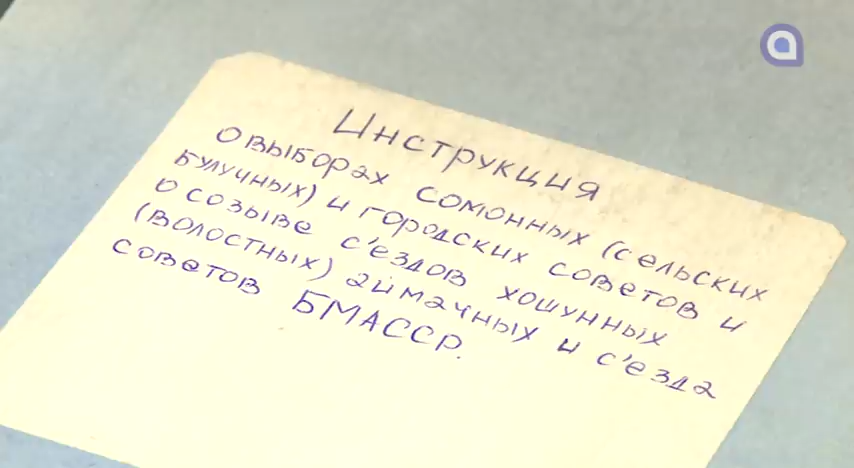 Инструкция
о выборах сомонных (сельских
булучных) и городских советов и
о созыве с'ездов хошунных
(волостных) аймачных и с'езда
советов БМАССР.